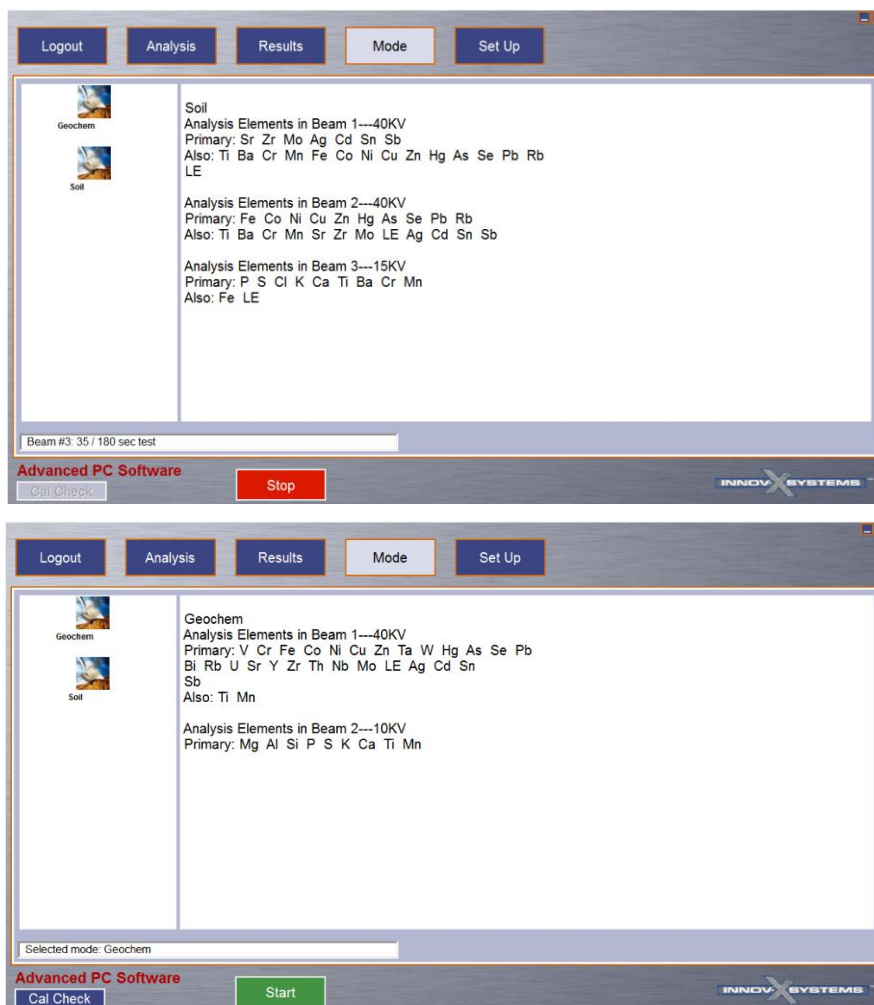 Logout Analysis Results Mode Set Up
Geochem
Soil
Soil
Analysis Elements in Beam 1---40KV
Primary: Sr Zr Mo Ag Cd Sn Sb
Also: Ti Ba Cr Mn Fe Co Ni Cu Zn Hg As Se Pb Rb
LE
Analysis Elements in Beam 2---40KV
Primary: Fe Co Ni Cu Zn Hg As Se Pb Rb
Also: Ti Ba Cr Mn Sr Zr Mo LE Ag Cd Sn Sb
Analysis Elements in Beam 3---15KV
Primary: P S Cl K Ca Ti Ba Cr Mn
Also: Fe LE
Beam #3: 35 / 180 sec test
Advanced PC Software
Cal Check
Stop
INNOV X SYSTEMS
Logout Analysis Results Mode Set Up
Geochem
Soil
Geochem
Analysis Elements in Beam 1---40KV
Primary: V Cr Fe Co Ni Cu Zn Ta W Hg As Se Pb
Bi Rb U Sr Y Zr Th Nb Mo LE Ag Cd Sn
Sb
Also: Ti Mn
Analysis Elements in Beam 2---10KV
Primary: Mg Al Si P S K Ca Ti Mn
Selected mode: Geochem
Advanced PC Software
Cal Check
Start
INNOV X SYSTEMS